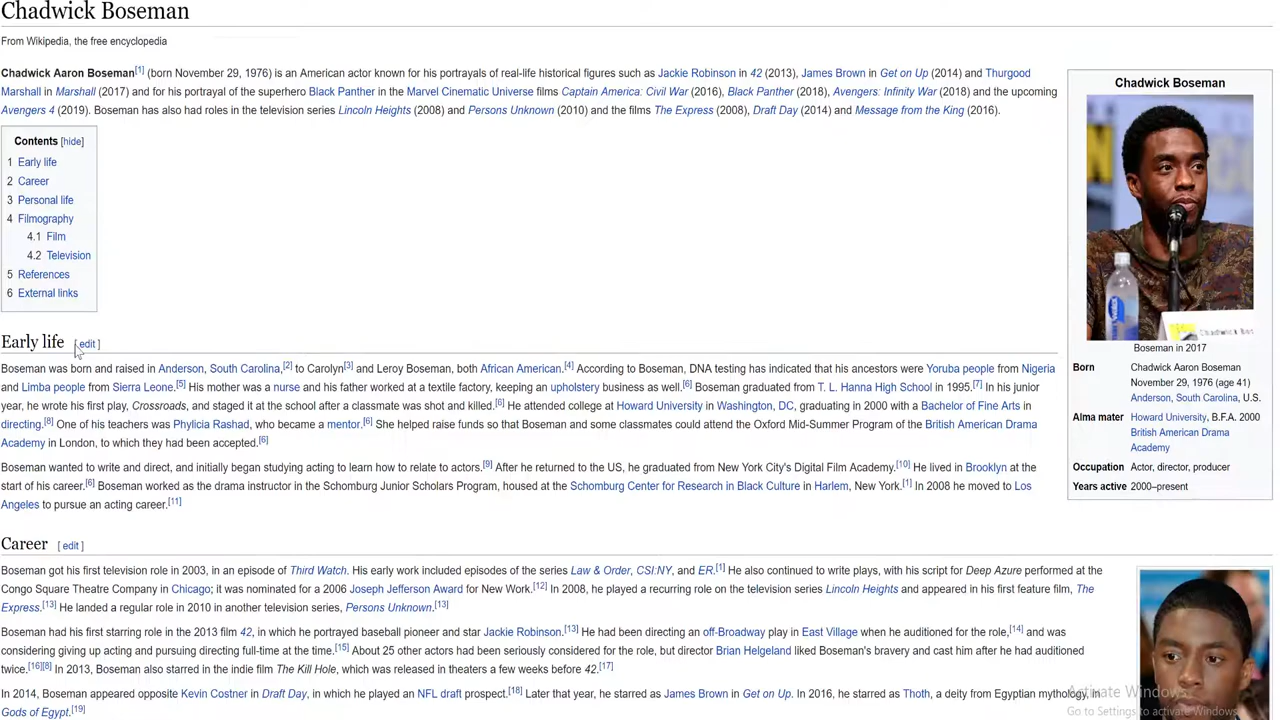 Chadwick Boseman
From Wikipedia, the free encyclopedia
Chadwick Aaron Boseman[1] (born November 29, 1976) is an American actor known for his portrayals of real-life historical figures such as Jackie Robinson in 42 (2013), James Brown in Get on Up (2014) and Thurgood
Marshall in Marshall (2017) and for his portrayal of the superhero Black Panther in the Marvel Cinematic Universe films Captain America: Civil War (2016), Black Panther (2018), Avengers: Infinity War (2018) and the upcoming
Avengers 4 (2019). Boseman has also had roles in the television series Lincoln Heights (2008) and Persons Unknown (2010) and the films The Express (2008), Draft Day (2014) and Message from the King (2016).
Contents [hide]
1 Early life
2 Career
3 Personal life
4 Filmography
4.1 Film
4.2 Television
5 References
6 External links
Chadwick Boseman
Chadwick Bos
Boseman in 2017
Born Chadwick Aaron Boseman
November 29, 1976 (age 41)
Anderson, South Carolina, U.S.
Alma mater Howard University, B.F.A. 2000
British American Drama
Academy
Occupation Actor, director, producer
Years active 2000–present
Early life [ edit ]
Boseman was born and raised in Anderson, South Carolina,[2] to Carolyn[3] and Leroy Boseman, both African American.[4] According to Boseman, DNA testing has indicated that his ancestors were Yoruba people from Nigeria
and Limba people from Sierra Leone.[5] His mother was a nurse and his father worked at a textile factory, keeping an upholstery business as well.[6] Boseman graduated from T. L. Hanna High School in 1995.[7] In his junior
year, he wrote his first play, Crossroads, and staged it at the school after a classmate was shot and killed.[6] He attended college at Howard University in Washington, DC, graduating in 2000 with a Bachelor of Fine Arts in
directing.[8] One of his teachers was Phylicia Rashad, who became a mentor.[6] She helped raise funds so that Boseman and some classmates could attend the Oxford Mid-Summer Program of the British American Drama
Academy in London, to which they had been accepted.[6]
Boseman wanted to write and direct, and initially began studying acting to learn how to relate to actors.[9] After he returned to the US, he graduated from New York City's Digital Film Academy.[10] He lived in Brooklyn at the
start of his career.[6] Boseman worked as the drama instructor in the Schomburg Junior Scholars Program, housed at the Schomburg Center for Research in Black Culture in Harlem, New York.[1] In 2008 he moved to Los
Angeles to pursue an acting career.[11]
Career [ edit ]
Boseman got his first television role in 2003, in an episode of Third Watch. His early work included episodes of the series Law & Order, CSI:NY, and ER.[1] He also continued to write plays, with his script for Deep Azure performed at the
Congo Square Theatre Company in Chicago; it was nominated for a 2006 Joseph Jefferson Award for New Work.[12] In 2008, he played a recurring role on the television series Lincoln Heights and appeared in his first feature film, The
Express.[13] He landed a regular role in 2010 in another television series, Persons Unknown.[13]
Boseman had his first starring role in the 2013 film 42, in which he portrayed baseball pioneer and star Jackie Robinson.[13] He had been directing an off-Broadway play in East Village when he auditioned for the role,[14] and was
considering giving up acting and pursuing directing full-time at the time.[15] About 25 other actors had been seriously considered for the role, but director Brian Helgeland liked Boseman's bravery and cast him after he had auditioned
twice.[16][8] In 2013, Boseman also starred in the indie film The Kill Hole, which was released in theaters a few weeks before 42.[17]
In 2014, Boseman appeared opposite Kevin Costner in Draft Day, in which he played an NFL draft prospect.[18] Later that year, he starred as James Brown in Get on Up. In 2016, he starred as Thoth, a deity from Egyptian mythology, in
Gods of Egypt.[19]
Activate Windows
Go to Settings to activate Windows.